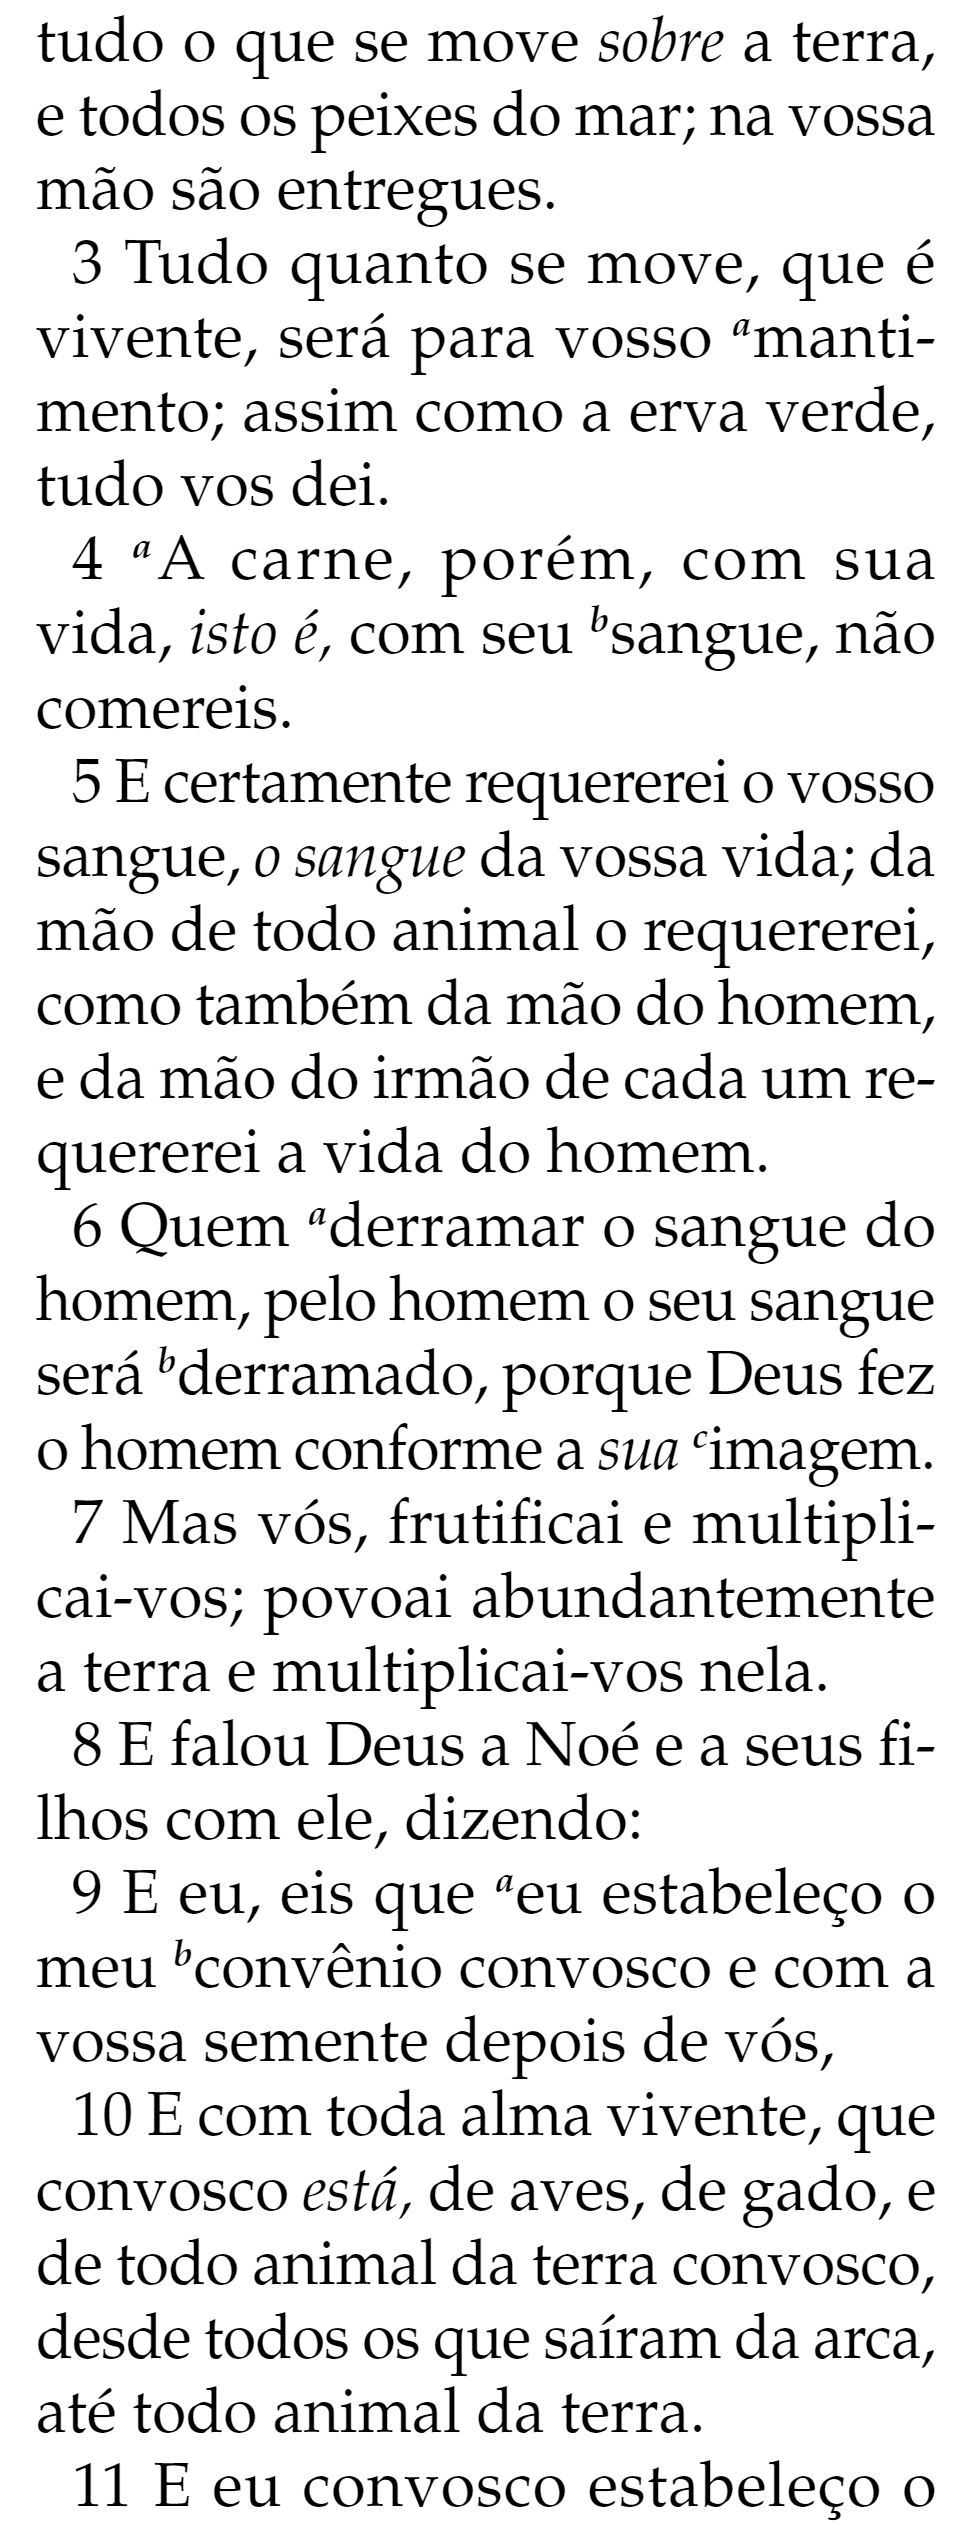 tudo o que se move sobre a terra,
e todos os peixes do mar; na vossa
mão são entregues.
3 Tudo quanto se move, que é
vivente, será para vosso ᵃmanti-
mento; assim como a erva verde,
tudo vos dei.
4 ᵃA carne, porém, com sua
vida, isto é, com seu ᵇsangue, não
comereis.
5 E certamente requererei o vosso
sangue, o sangue da vossa vida; da
mão de todo animal o requererei,
como também da mão do homem,
e da mão do irmão de cada um re-
quererei a vida do homem.
6 Quem ᵃderramar o sangue do
homem, pelo homem o seu sangue
será ᵇderramado, porque Deus fez
o homem conforme a sua ᶜimagem.
7 Mas vós, frutificai e multipli-
cai-vos; povoai abundantemente
a terra e multiplicai-vos nela.
8 E falou Deus a Noé e a seus fi-
lhos com ele, dizendo:
9 E eu, eis que ᵃeu estabeleço o
meu ᵇconvênio convosco e com a
vossa semente depois de vós,
10 E com toda alma vivente, que
convosco está, de aves, de gado, e
de todo animal da terra convosco,
desde todos os que saíram da arca,
até todo animal da terra.
11 E eu convosco estabeleço o